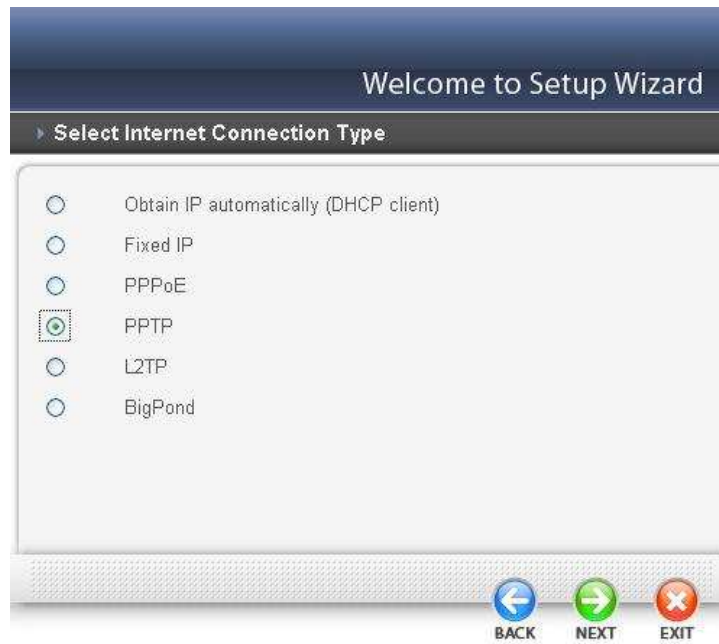 Welcome to Setup Wizard
Select Internet Connection Type
Obtain IP automatically (DHCP client)
Fixed IP
PPPoE
PPTP
L2TP
BigPond
BACK NEXT EXIT